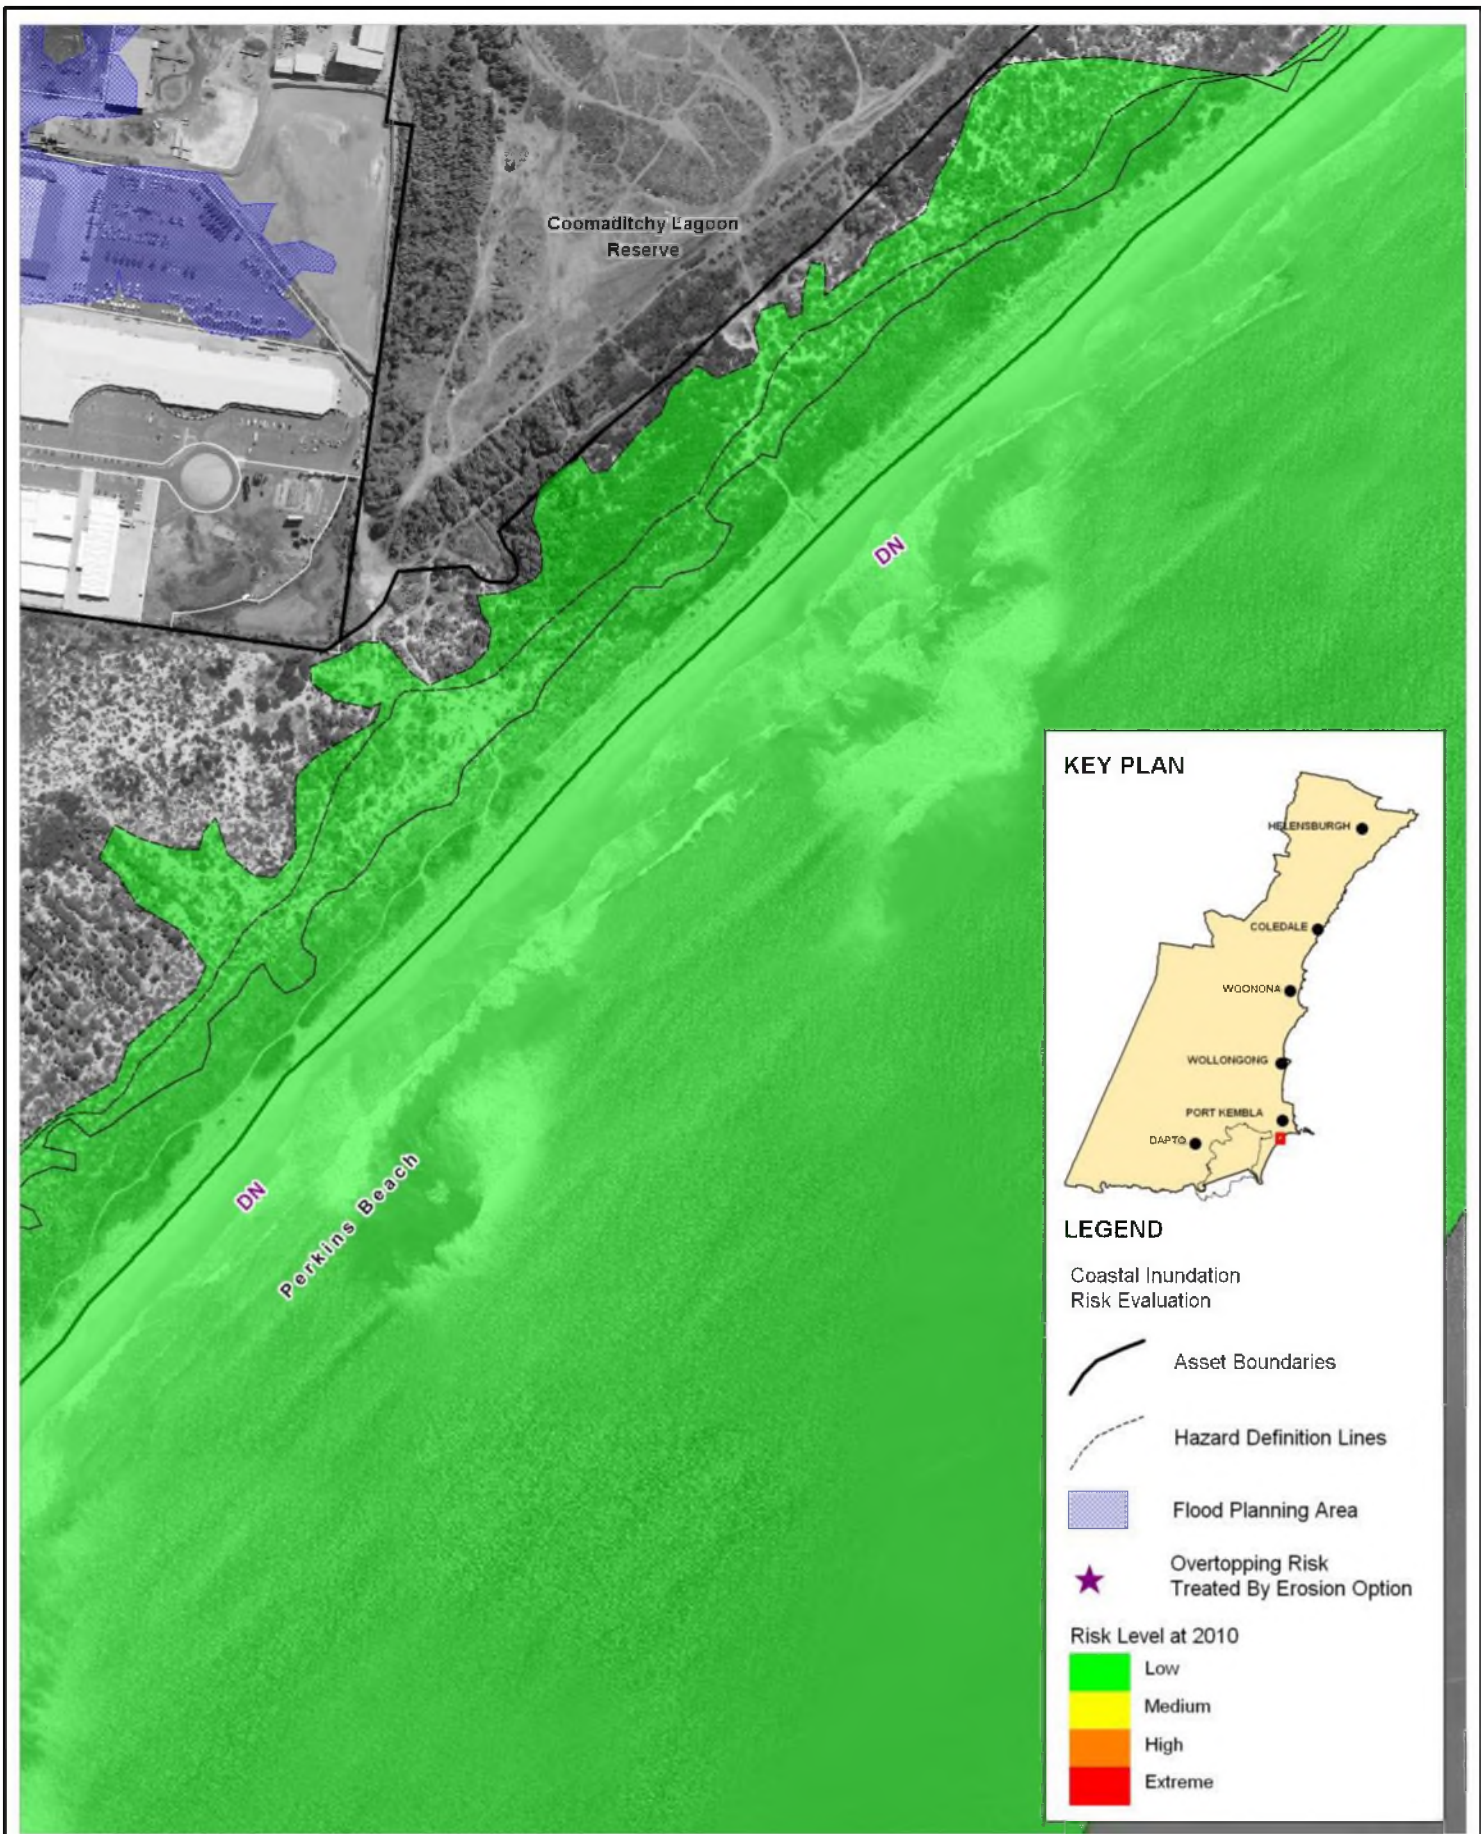 Coomaditchy Lagoon
Reserve
DN
DN
Perkins Beach
KEY PLAN
HELENSBURGH
COLEDALE
WOONONA
WOLLONGONG
PORT KEMBLA
DAPTO
LEGEND
Coastal Inundation
Risk Evaluation
Asset Boundaries
Hazard Definition Lines
Flood Planning Area
Overtopping Risk
Treated By Erosion Option
Risk Level at 2010
Low
Medium
High
Extreme